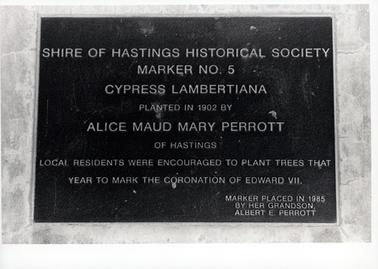 SHIRE OF HASTINGS HISTORICAL SOCIETY
MARKER NO. 5
CYPRESS LAMBERTIANA
PLANTED IN 1902 BY
ALICE MAUD MARY PERROTT
OF HASTINGS
LOCAL RESIDENTS WERE ENCOURAGED TO PLANT TREES THAT
YEAR TO MARK THE CORONATION OF EDWARD VII.
MARKER PLACED IN 1985
BY HER GRANDSON,
ALBERT E. PERROTT